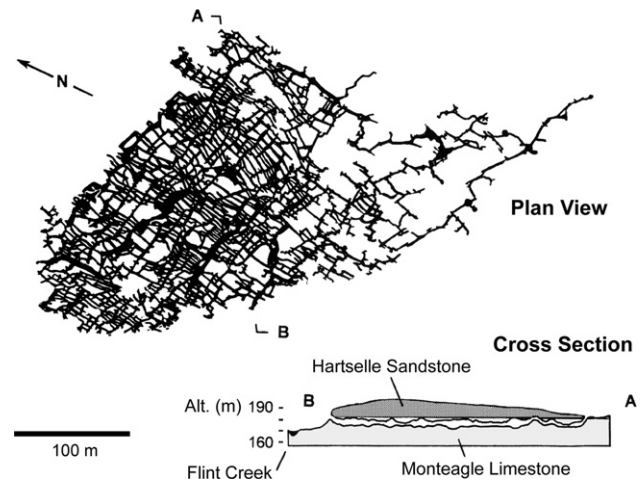 A
N
Plan View
B
Cross Section
Hartselle Sandstone
Alt. (m) 190 B A
160
100 m
Flint Creek Monteagle Limestone